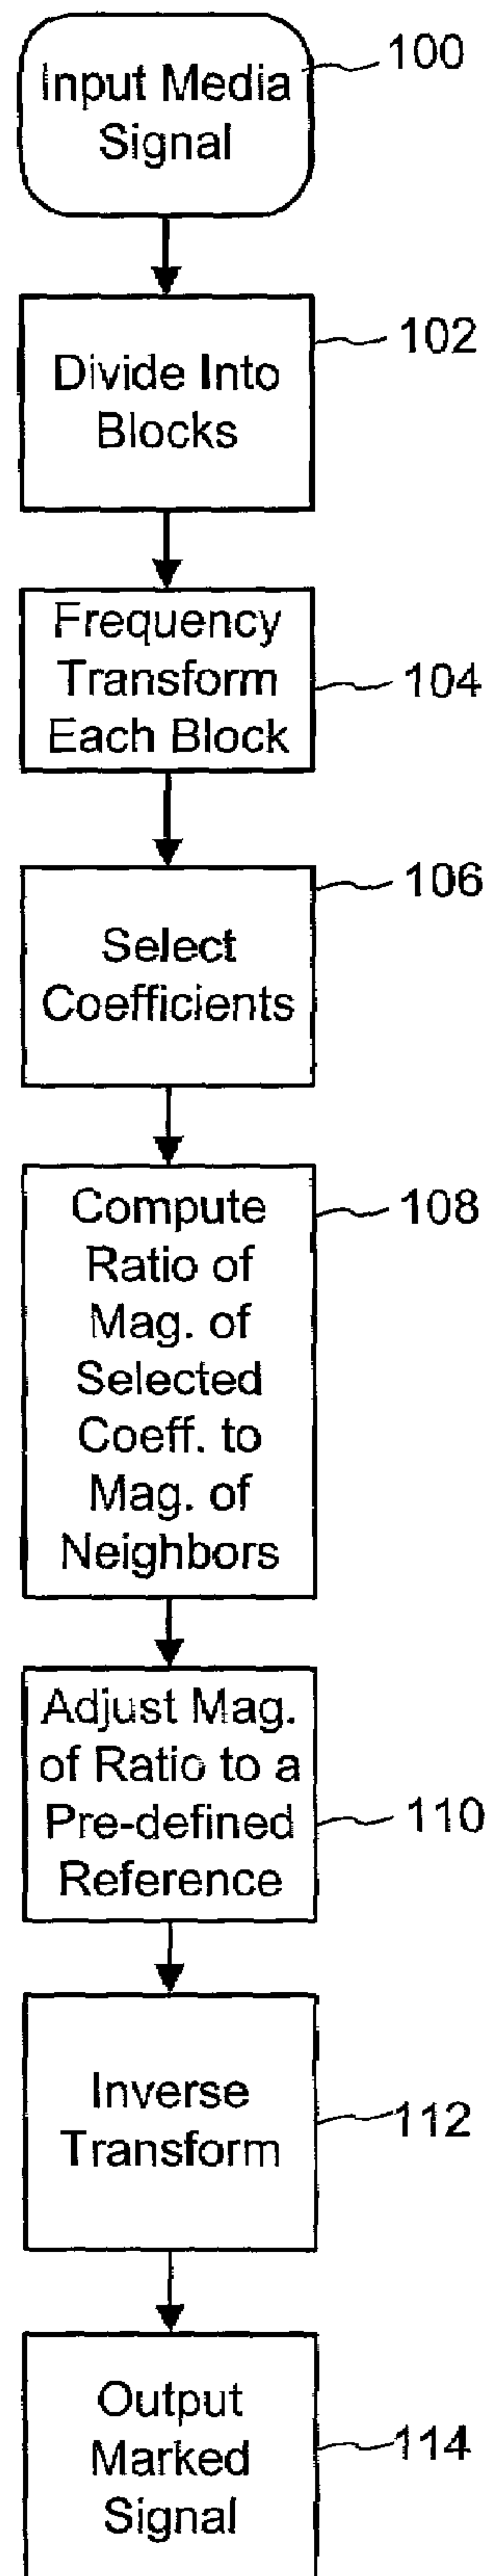 Input Media
Signal
100
Divide Into
Blocks
102
Frequency
Transform
Each Block
104
Select
Coefficients
106
Compute
Ratio of
Mag. of
Selected
Coeff. to
Mag. of
Neighbors
108
Adjust Mag.
of Ratio to a
Pre-defined
Reference
110
Inverse
Transform
112
Output
Marked
Signal
114